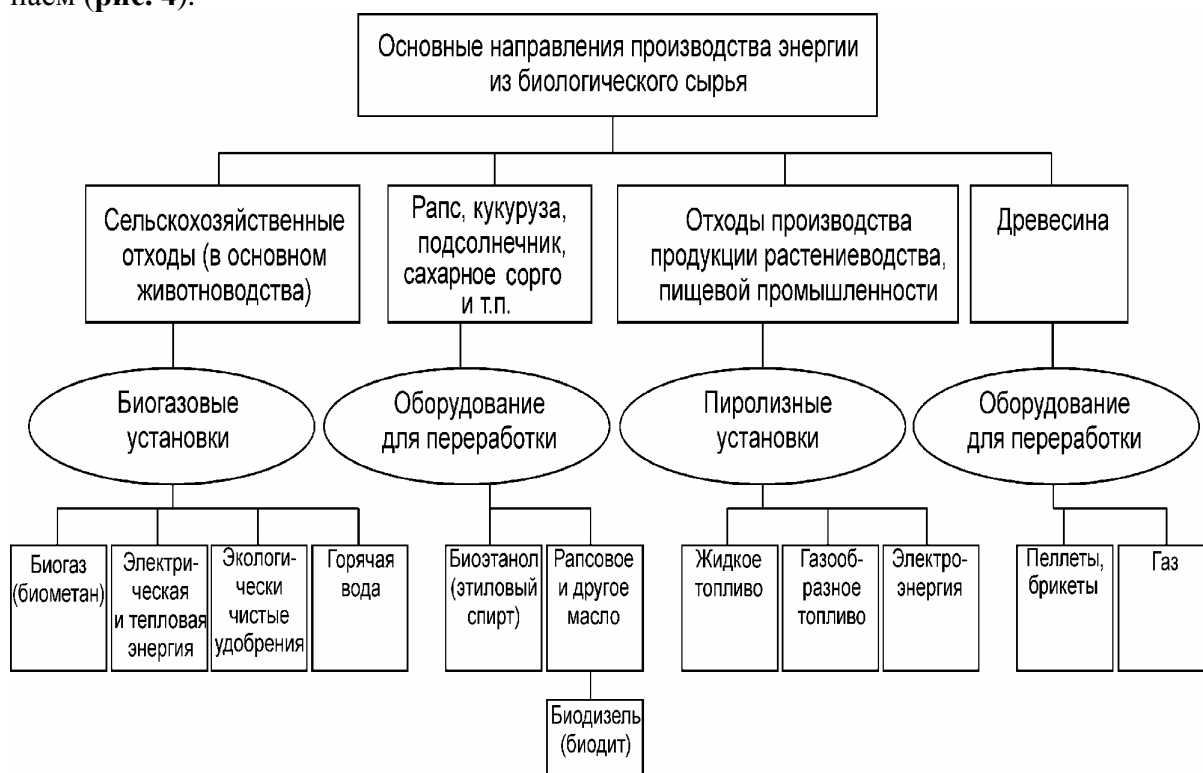 (рис. 4).
Основные направления производства энергии
из биологического сырья
Сельскохозяйственные
отходы (в основном
животноводства)
Рапс, кукуруза,
подсолнечник,
сахарное сорго
и т.п.
Отходы производства
продукции растениеводства,
пищевой промышленности
Древесина
Биогазовые
установки
Оборудование
для переработки
Пиролизные
установки
Оборудование
для переработки
Биогаз
(биометан)
Электри-
ческая
и тепловая
энергия
Экологи-
чески
чистые
удобрения
Горячая
вода
Биоэтанол
(этиловый
спирт)
Рапсовое
и другое
масло
Жидкое
топливо
Газооб-
разное
топливо
Электро-
энергия
Пеллеты,
брикеты
Газ
Биодизель
(биодит)